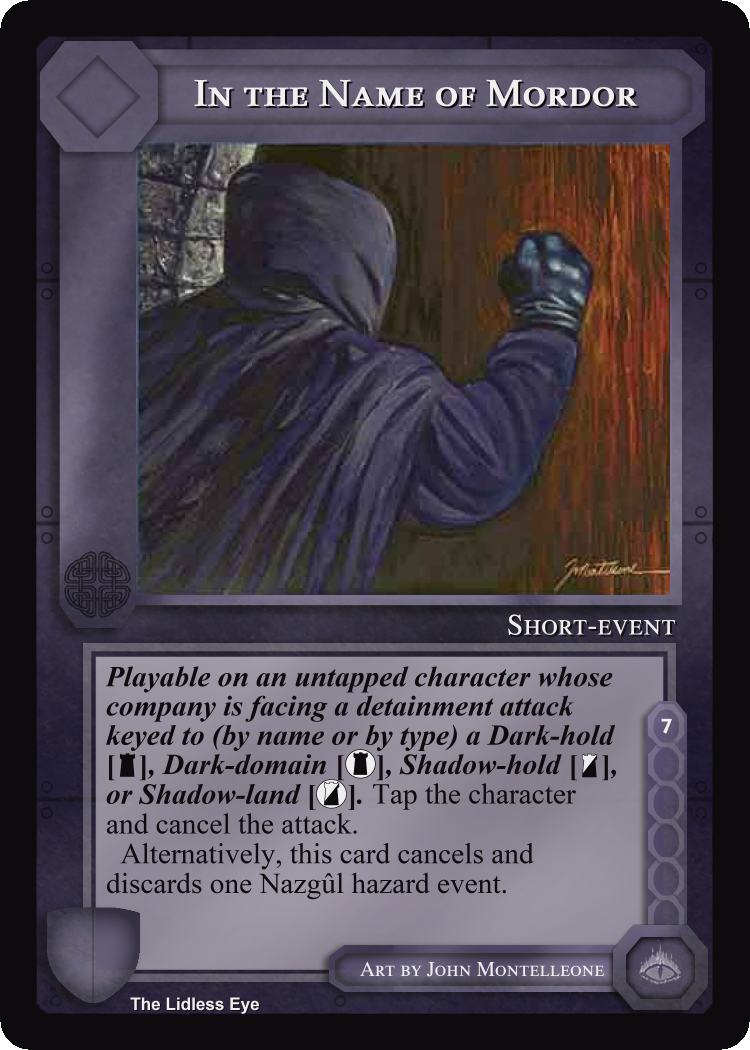 In the Name of Mordor
Short-event
Playable on an untapped character whose
company is facing a detainment attack
keyed to (by name or by type) a Dark-hold
[], Dark-domain [], Shadow-hold [],
or Shadow-land []. Tap the character
and cancel the attack.
Alternatively, this card cancels and
discards one Nazgûl hazard event.
7
Art by John Montelleone
The Lidless Eye